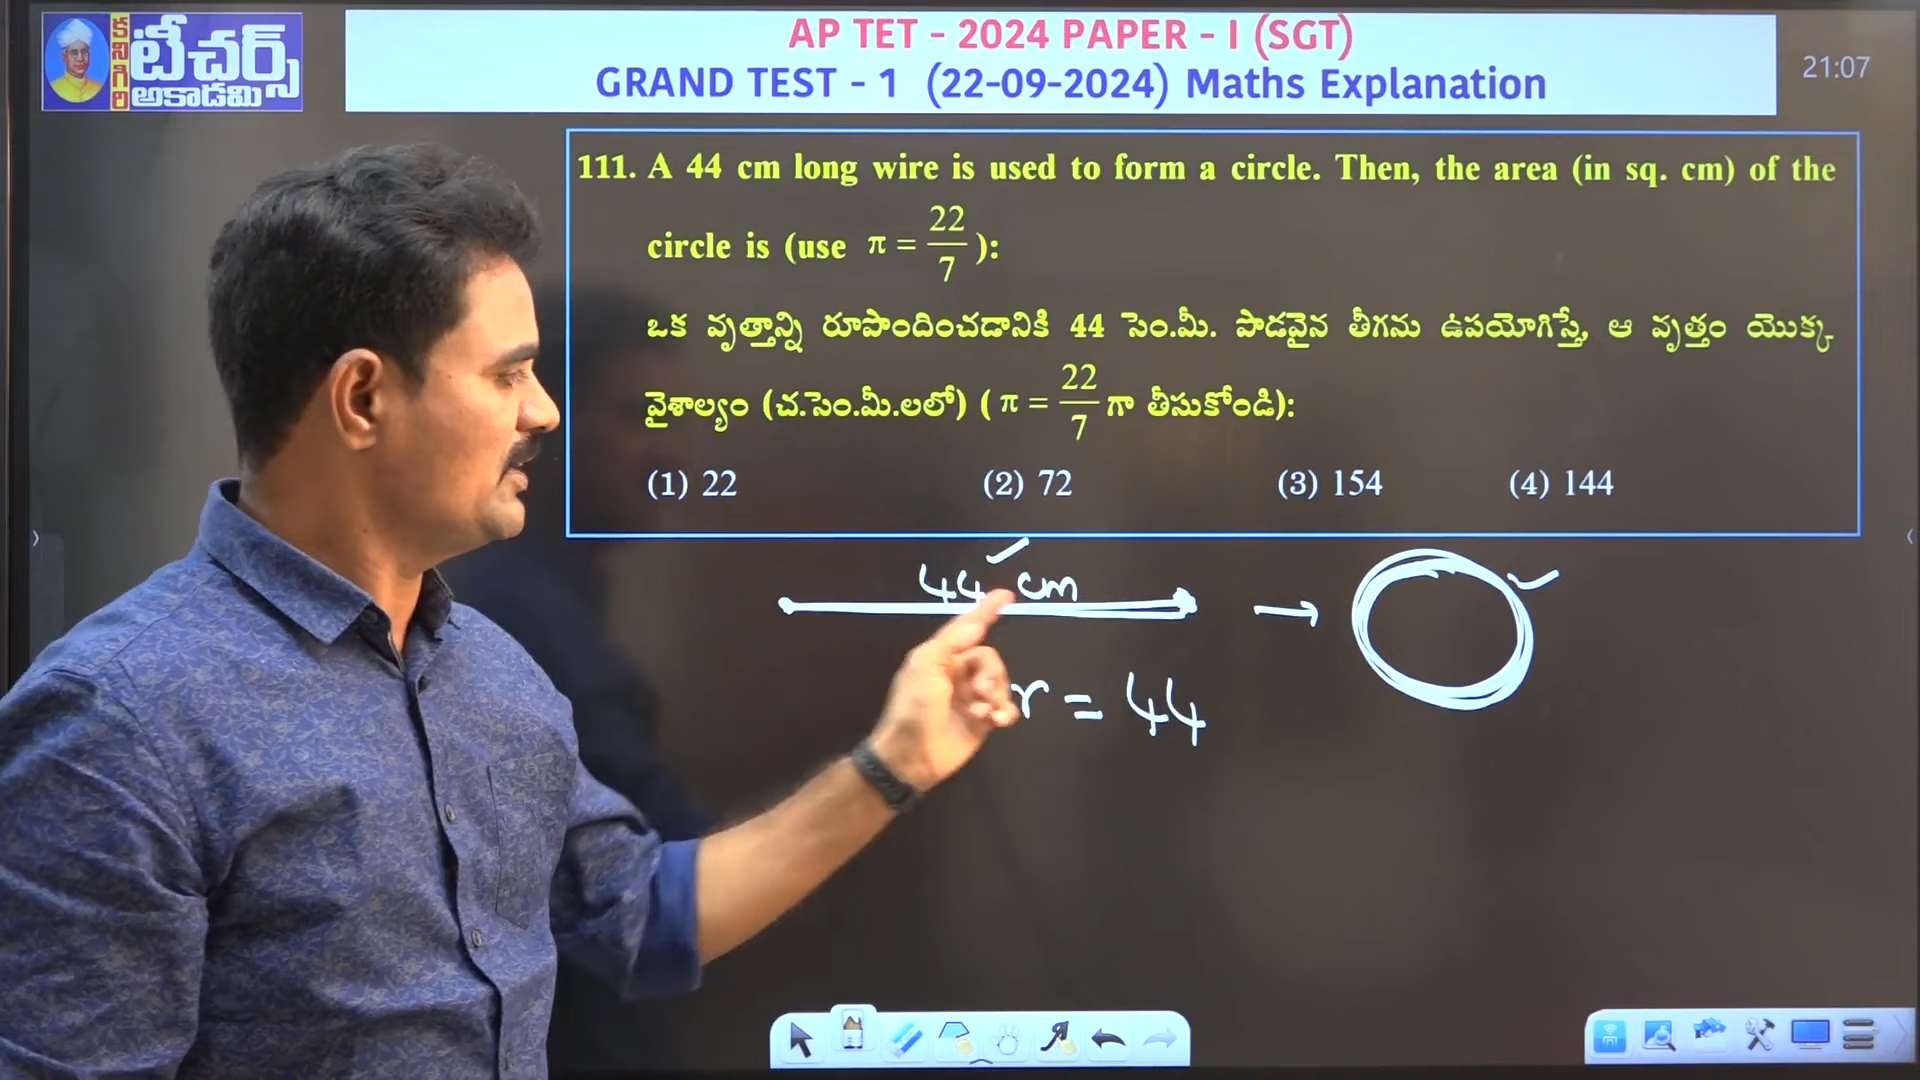 కనిగిరి
టీచర్స్
అకాడమి
AP TET - 2024 PAPER - I (SGT)
GRAND TEST - 1 (22-09-2024) Maths Explanation
21:07
111. A 44 cm long wire is used to form a circle. Then, the area (in sq. cm) of the
circle is (use π = 22/7 ):
ఒక వృత్తాన్ని రూపొందించడానికి 44 సెం.మీ. పొడవైన తీగను ఉపయోగిస్తే, ఆ వృత్తం యొక్క
వైశాల్యం (చ.సెం.మీ.లలో) ( π = 22/7 గా తీసుకోండి):
(1) 22 (2) 72 (3) 154 (4) 144
44 cm
r = 44